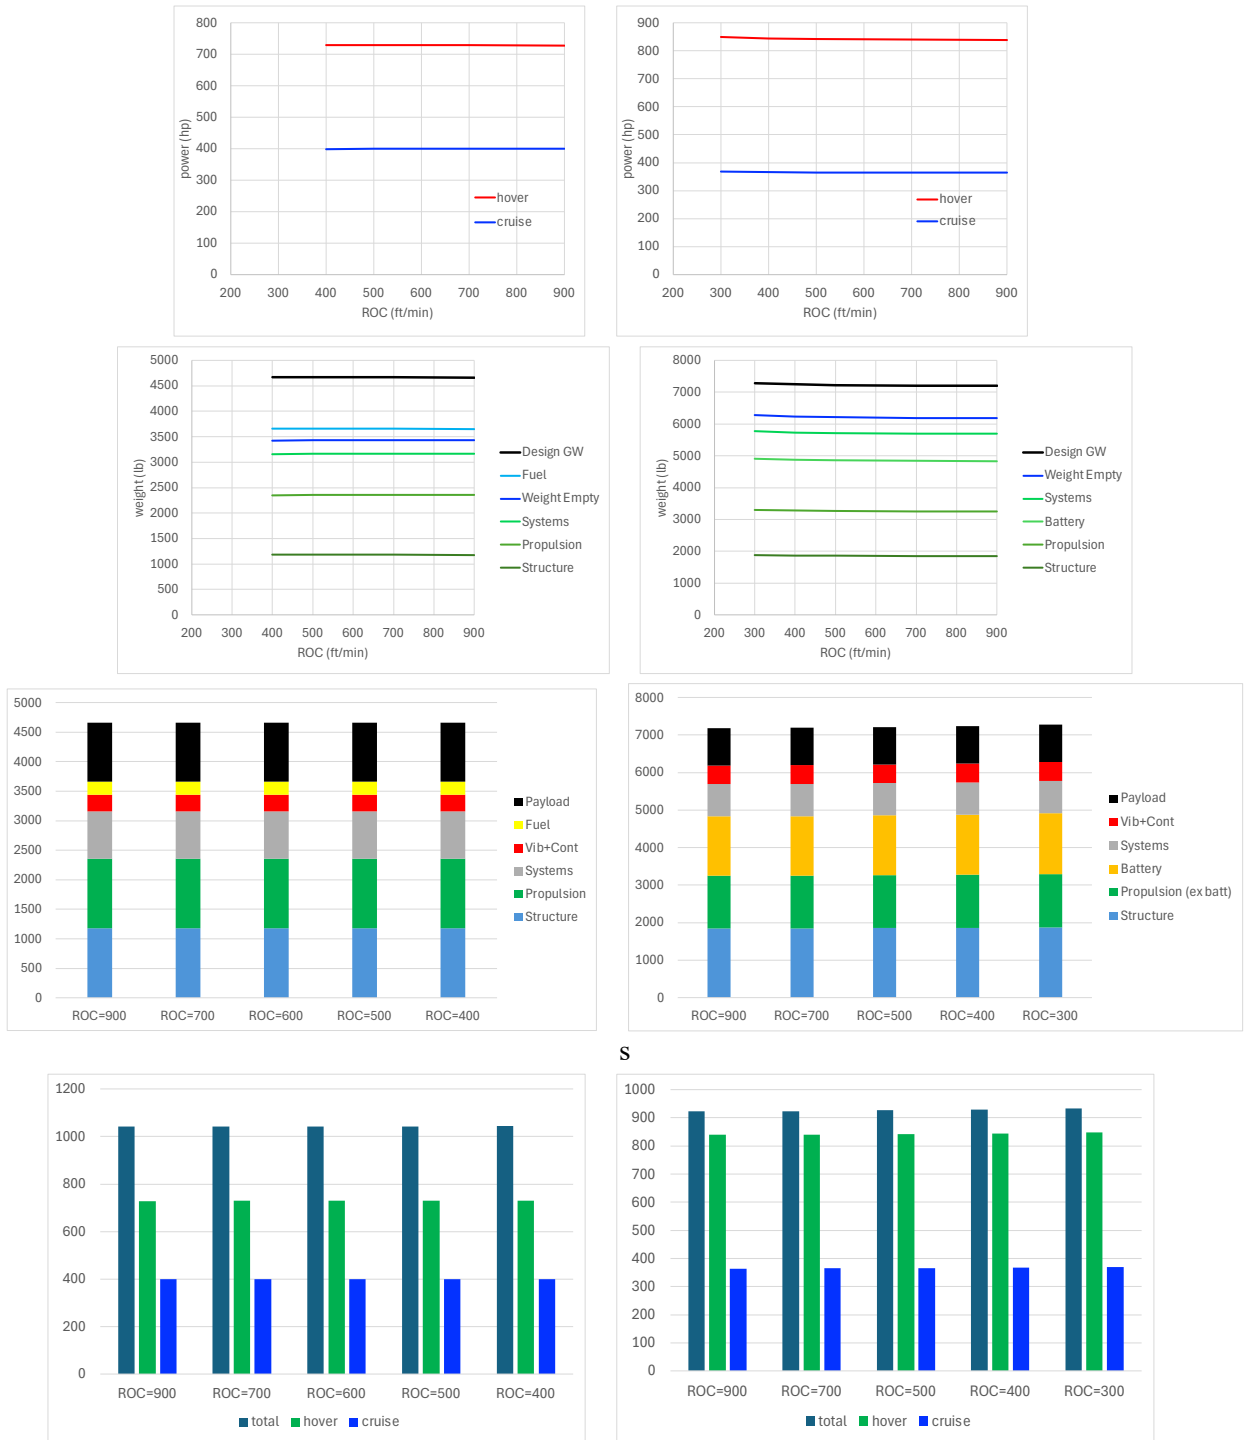 800
700
600
500
400
300
200
100
0
power (hp)
200 300 400 500 600 700 800 900
ROC (ft/min)
hover
cruise
900
800
700
600
500
400
300
200
100
0
power (hp)
200 300 400 500 600 700 800 900
ROC (ft/min)
hover
cruise
5000
4500
4000
3500
3000
2500
2000
1500
1000
500
0
weight (lb)
200 300 400 500 600 700 800 900
ROC (ft/min)
Design GW
Fuel
Weight Empty
Systems
Propulsion
Structure
8000
7000
6000
5000
4000
3000
2000
1000
0
weight (lb)
200 300 400 500 600 700 800 900
ROC (ft/min)
Design GW
Weight Empty
Systems
Battery
Propulsion
Structure
5000
4500
4000
3500
3000
2500
2000
1500
1000
500
0
ROC=900 ROC=700 ROC=600 ROC=500 ROC=400
Payload
Fuel
Vib+Cont
Systems
Propulsion
Structure
8000
7000
6000
5000
4000
3000
2000
1000
0
ROC=900 ROC=700 ROC=500 ROC=400 ROC=300
Payload
Vib+Cont
Systems
Battery
Propulsion (ex batt)
Structure
S
1200
1000
800
600
400
200
0
ROC=900 ROC=700 ROC=600 ROC=500 ROC=400
total hover cruise
1000
900
800
700
600
500
400
300
200
100
0
ROC=900 ROC=700 ROC=500 ROC=400 ROC=300
total hover cruise